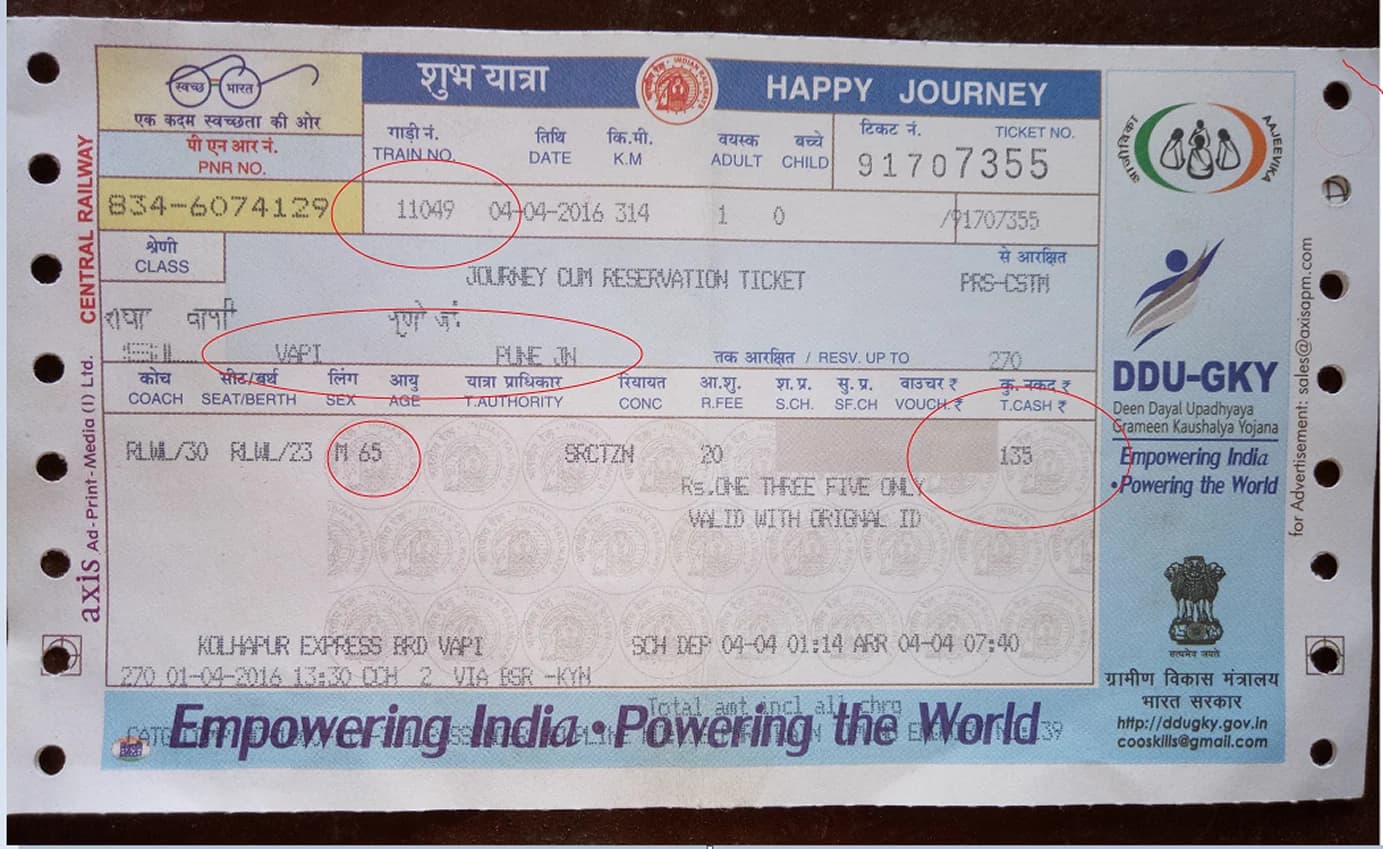 स्वच्छ भारत
एक कदम स्वच्छता की ओर
शुभ यात्रा
INDIAN RAILWAYS
HAPPY JOURNEY
पी एन आर नं.
PNR NO.
834-6074129
गाड़ी नं. तिथि कि.मी. वयस्क बच्चे टिकट नं.
TRAIN NO. DATE K.M ADULT CHILD TICKET NO.
91707355
11049 04-04-2016 314 1 0 /91707355
श्रेणी
CLASS
से आरक्षित
JOURNEY CUM RESERVATION TICKET PRS-CSTM
वापी पुणे जं.
VAPI PUNE JN तक आरक्षित / RESV. UP TO 270
कोच सीट/बर्थ लिंग आयु यात्रा प्राधिकार रियायत आ.शु. श.प्र. सु.प्र. वाउचर ₹ कु. नकद ₹
COACH SEAT/BERTH SEX AGE T.AUTHORITY CONC R.FEE S.CH. SF.CH VOUCH.₹ T.CASH ₹
RLWL/30 RLWL/23 M 65 SRCTZN 20 135
Rs.ONE THREE FIVE ONLY
VALID WITH ORIGNAL ID
KOLHAPUR EXPRESS BRD VAPI SCH DEP 04-04 01:14 ARR 04-04 07:40
270 01-04-2016 13:30 CCH 2 VIA BSR -KYN
Total amt incl all chrg
Empowering India • Powering the World
CENTRAL RAILWAY
axis Ad-Print-Media (I) Ltd.
आजीविका
AAJEEVIKA
DDU-GKY
Deen Dayal Upadhyaya
Grameen Kaushalya Yojana
Empowering India
•Powering the World
सत्यमेव जयते
ग्रामीण विकास मंत्रालय
भारत सरकार
http://ddugky.gov.in
cooskills@gmail.com
for Advertisement: sales@axisapm.com